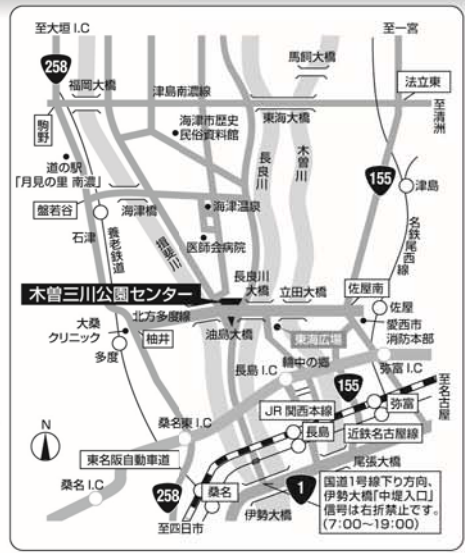 至大垣 I.C
至一宮
258
馬飼大橋
福岡大橋
法立東
津島南濃線
駒野
海津市歴史
民俗資料館
東海大橋
至清洲
道の駅
「月見の里 南濃」
長良川
木曽川
155
津島
盤若谷
海津橋
海津温泉
石津
養老鉄道
揖斐川
医師会病院
名鉄尾西線
長良川
大橋
立田大橋
佐屋南
木曽三川公園センター
佐屋
北方多度線
大桑
クリニック
柚井
油島大橋
東海広場
愛西市
消防本部
多度
輪中の郷
長島 I.C
弥富 I.C
155
至名古屋
JR 関西本線
弥富
桑名東 I.C
長島
近鉄名古屋線
N
東名阪自動車道
尾張大橋
桑名 I.C
258
桑名
1
国道1号線下り方向、
伊勢大橋「中堤入口」
信号は右折禁止です。
(7:00〜19:00)
至四日市
伊勢大橋